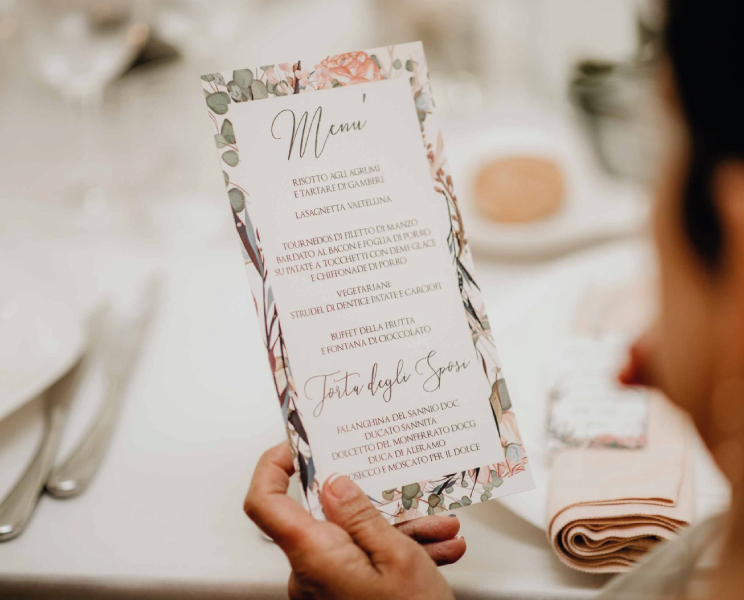 Menú
RISOTTO AGLI AGRUMI
E TARTARE DI GAMBERI
LASAGNETTA VALTELLINA
TOURNEDOS DI FILETTO DI MANZO
BARDATO AL BACON E FOGLIA DI PORRO
SU PATATE A TOCCHETTI CON DEMI-GLACE
E CHIFFONADE DI PORRO
VEGETARIANE
STRUDEL DI DENTICE PATATE E CARCIOFI
BUFFET DELLA FRUTTA
E FONTANA DI CIOCCOLATO
Torta degli Sposi
FALANGHINA DEL SANNIO DOC
DUCATO SANNITA
DOLCETTO DEL MONFERRATO DOCG
DUCA DI ALERAMO
OSECCO E MOSCATO PER IL DOLCE